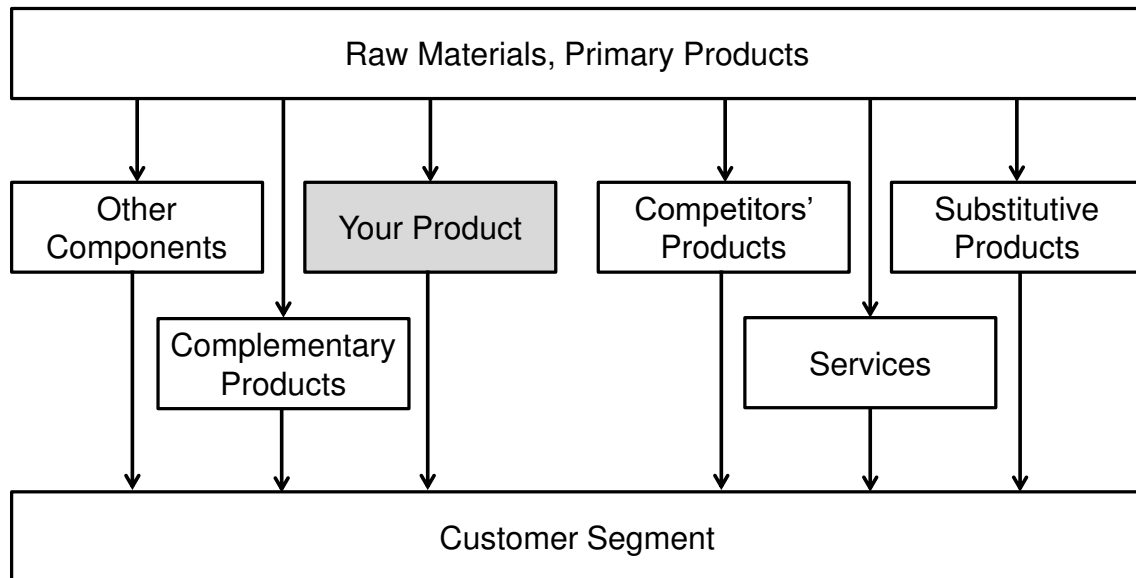 Raw Materials, Primary Products
Other
Components
Your Product
Competitors’
Products
Substitutive
Products
Complementary
Products
Services
Customer Segment